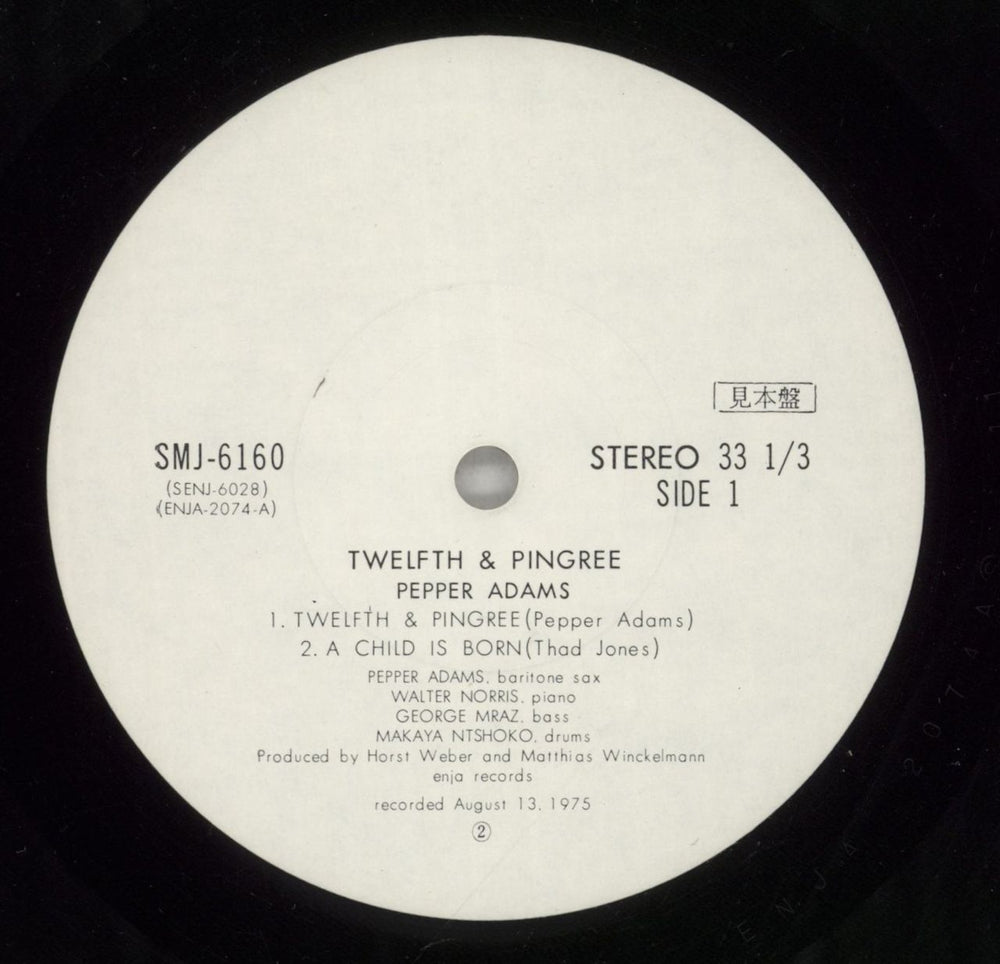 見本盤
SMJ-6160
(SENJ-6028)
(ENJA-2074-A)
STEREO 33 1/3
SIDE 1
TWELFTH & PINGREE
PEPPER ADAMS
1. TWELFTH & PINGREE(Pepper Adams)
2. A CHILD IS BORN(Thad Jones)
PEPPER ADAMS, baritone sax
WALTER NORRIS, piano
GEORGE MRAZ, bass
MAKAYA NTSHOKO, drums
Produced by Horst Weber and Matthias Winckelmann
enja records
recorded August 13, 1975
②